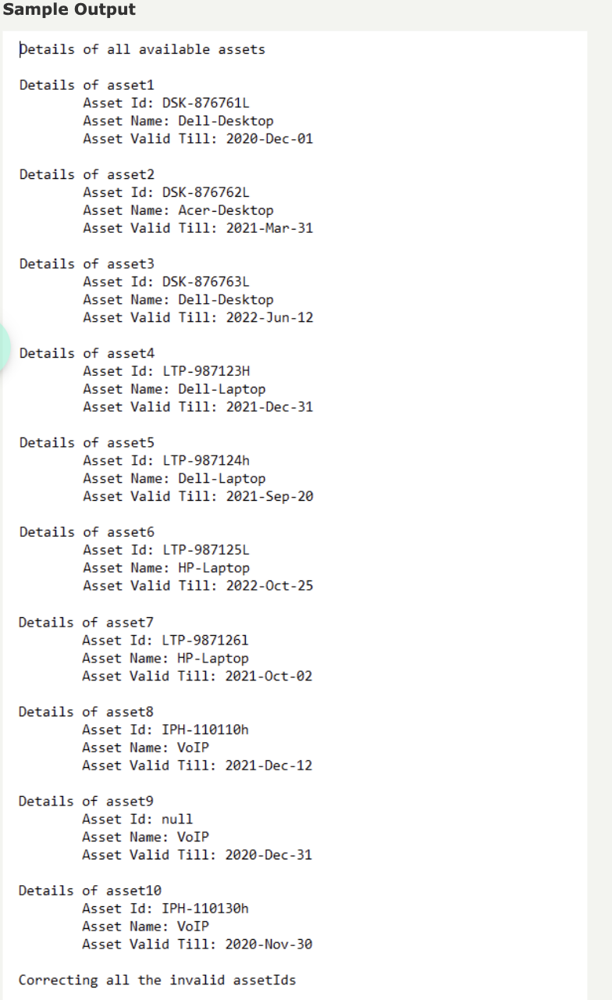 Sample Output
Details of all available assets
Details of asset1
Asset Id: DSK-876761L
Asset Name: Dell-Desktop
Asset Valid Till: 2020-Dec-01
Details of asset2
Asset Id: DSK-876762L
Asset Name: Acer-Desktop
Asset Valid Till: 2021-Mar-31
Details of asset3
Asset Id: DSK-876763L
Asset Name: Dell-Desktop
Asset Valid Till: 2022-Jun-12
Details of asset4
Asset Id: LTP-987123H
Asset Name: Dell-Laptop
Asset Valid Till: 2021-Dec-31
Details of asset5
Asset Id: LTP-987124h
Asset Name: Dell-Laptop
Asset Valid Till: 2021-Sep-20
Details of asset6
Asset Id: LTP-987125L
Asset Name: HP-Laptop
Asset Valid Till: 2022-Oct-25
Details of asset7
Asset Id: LTP-987126l
Asset Name: HP-Laptop
Asset Valid Till: 2021-Oct-02
Details of asset8
Asset Id: IPH-110110h
Asset Name: VoIP
Asset Valid Till: 2021-Dec-12
Details of asset9
Asset Id: null
Asset Name: VoIP
Asset Valid Till: 2020-Dec-31
Details of asset10
Asset Id: IPH-110130h
Asset Name: VoIP
Asset Valid Till: 2020-Nov-30
Correcting all the invalid assetIds